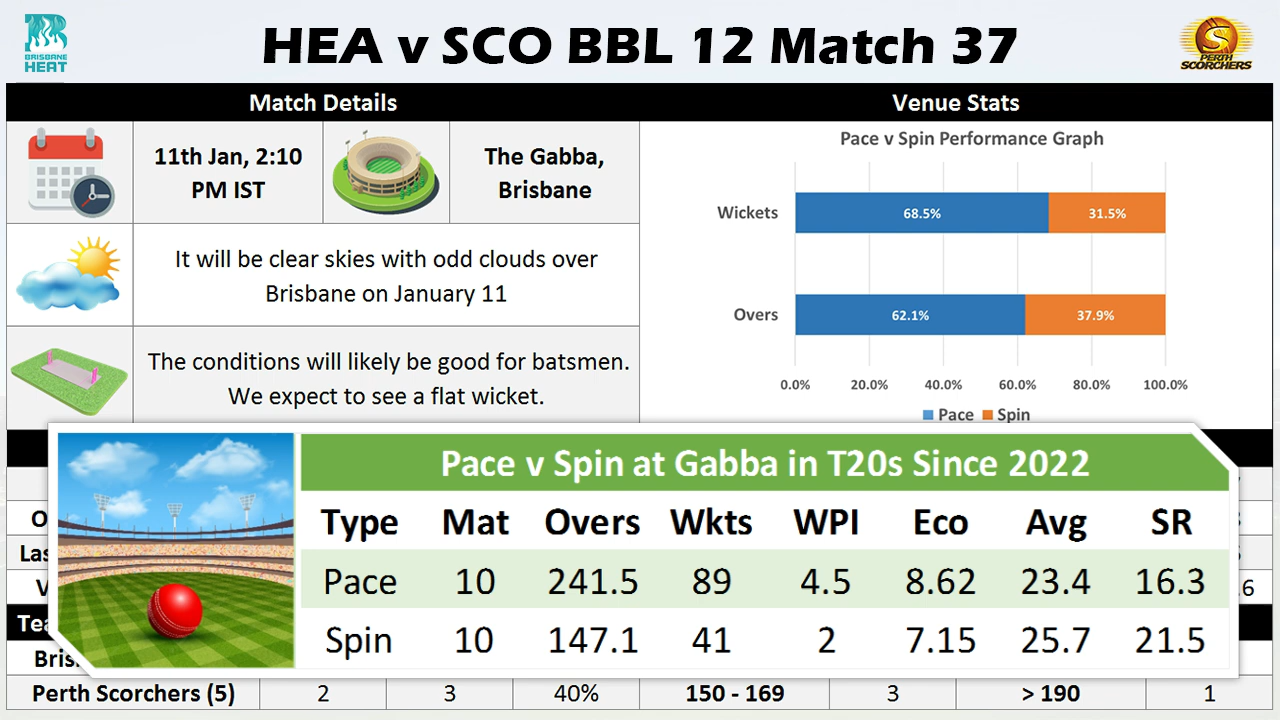 BRISBANE
HEAT
HEA v SCO BBL 12 Match 37
PERTH
SCORCHERS
Match Details
Venue Stats
11th Jan, 2:10
PM IST
The Gabba,
Brisbane
It will be clear skies with odd clouds over
Brisbane on January 11
The conditions will likely be good for batsmen.
We expect to see a flat wicket.
Pace v Spin Performance Graph
Wickets 68.5% 31.5%
Overs 62.1% 37.9%
0.0% 20.0% 40.0% 60.0% 80.0% 100.0%
Pace Spin
Pace v Spin at Gabba in T20s Since 2022
Type Mat Overs Wkts WPI Eco Avg SR
Pace 10 241.5 89 4.5 8.62 23.4 16.3
Spin 10 147.1 41 2 7.15 25.7 21.5
Perth Scorchers (5) 2 3 40% 150 - 169 3 > 190 1